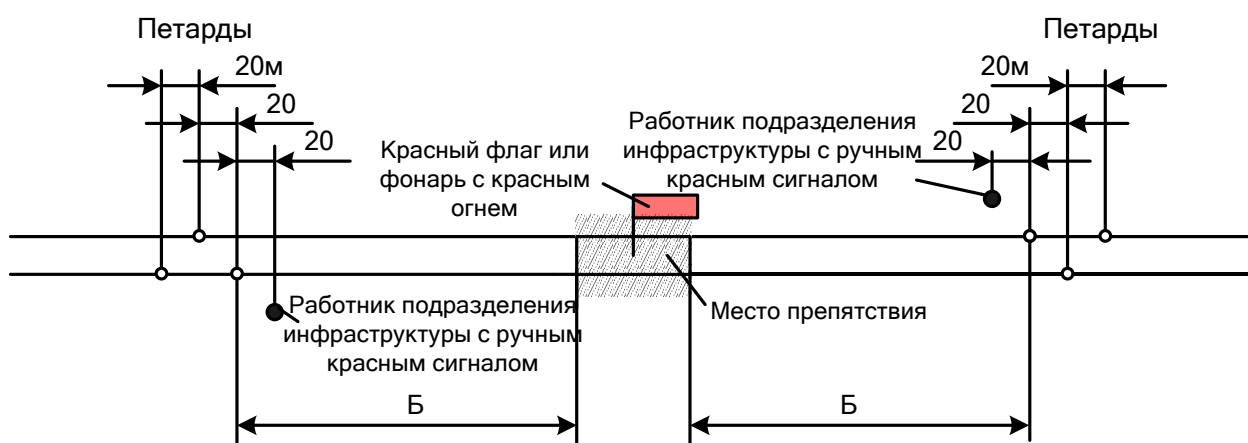 Петарды
20м
20
20
Красный флаг или
фонарь с красным
огнем
Работник подразделения
инфраструктуры с ручным
красным сигналом
Петарды
20м
20
20
Работник подразделения
инфраструктуры с ручным
красным сигналом
Место препятствия
Б
Б